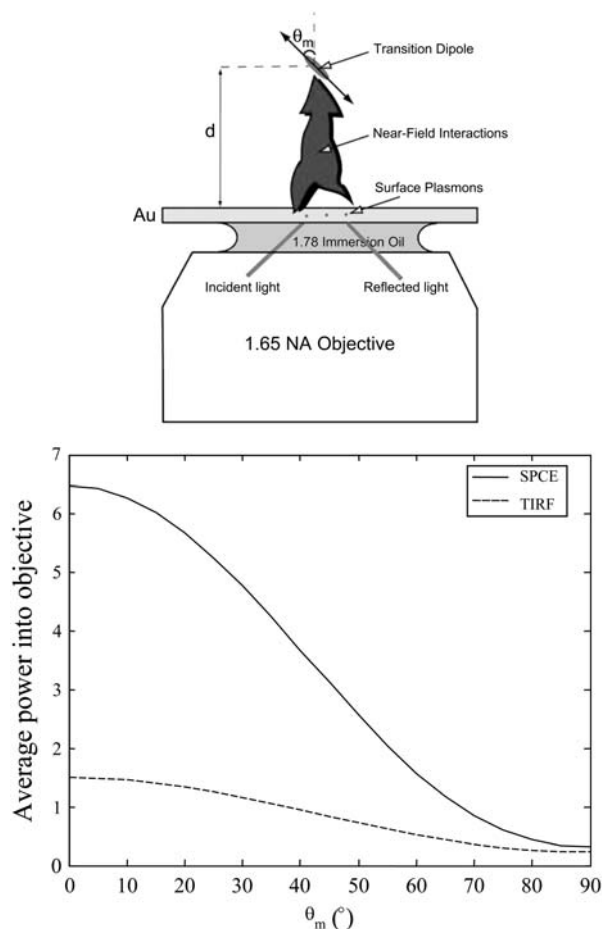 θm
Transition Dipole
d
Near-Field Interactions
Surface Plasmons
Au
1.78 Immersion Oil
Incident light
Reflected light
1.65 NA Objective
7
SPCE
6
TIRF
5
4
3
2
1
0
Average power into objective
0 10 20 30 40 50 60 70 80 90
θm (°)